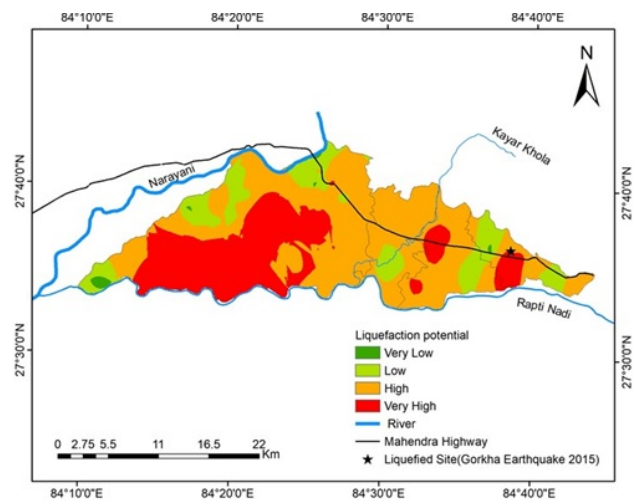 84°10'0"E 84°20'0"E 84°30'0"E 84°40'0"E
N
Kayar Khola
Narayani
27°40'0"N 27°40'0"N
Rapti Nadi
27°30'0"N 27°30'0"N
Liquefaction potential
Very Low
Low
High
Very High
River
Mahendra Highway
Liquefied Site(Gorkha Earthquake 2015)
0 2.75 5.5 11 16.5 22
Km
84°10'0"E 84°20'0"E 84°30'0"E 84°40'0"E